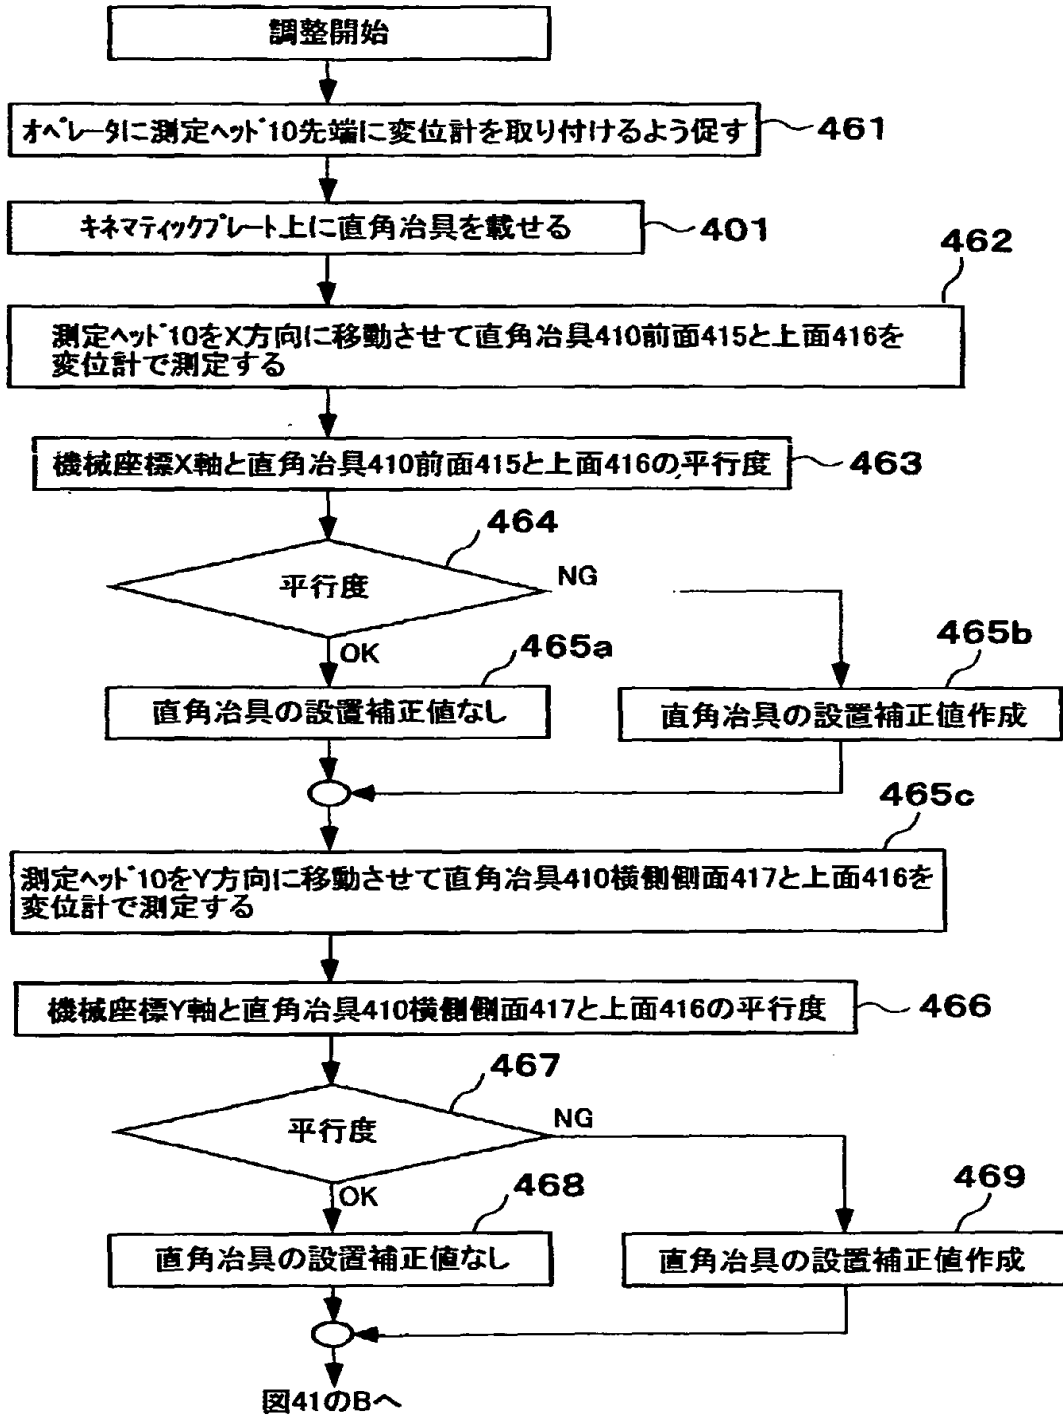 調整開始
オペレータに測定ヘッド10先端に変位計を取り付けるよう促す
461
キネマティックプレート上に直角冶具を載せる
401
462
測定ヘッド10をX方向に移動させて直角冶具410前面415と上面416を
変位計で測定する
機械座標X軸と直角冶具410前面415と上面416の平行度
463
464
平行度
NG
OK
465a
465b
直角冶具の設置補正値なし
直角冶具の設置補正値作成
465c
測定ヘッド10をY方向に移動させて直角冶具410横側側面417と上面416を
変位計で測定する
機械座標Y軸と直角冶具410横側側面417と上面416の平行度
466
467
平行度
NG
OK
468
469
直角冶具の設置補正値なし
直角冶具の設置補正値作成
図41のBへ